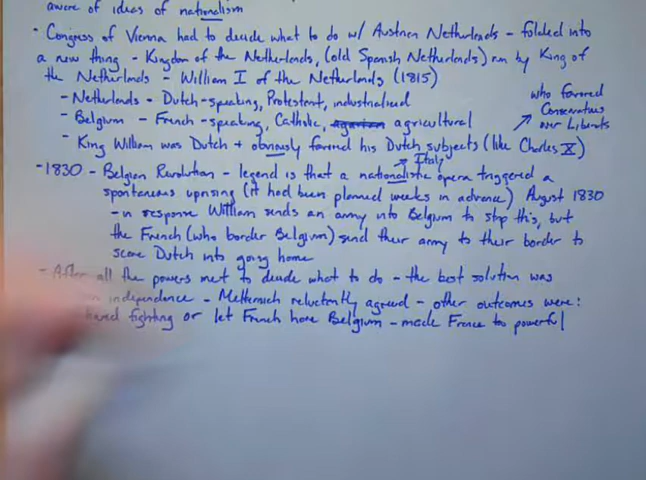 aware of ideas of nationalism
- Congress of Vienna had to decide what to do w/ Austrian Netherlands - folded into
a new thing - Kingdom of the Netherlands, (old Spanish Netherlands) run by King of
the Netherlands - William I of the Netherlands (1815)
who favored
- Netherlands - Dutch-speaking, Protestant, industrialized
Conservatives
over Liberals
- Belgium - French-speaking, Catholic, agrarian agricultural
- King William was Dutch + obviously favored his Dutch subjects (like Charles X)
Italy
- 1830 - Belgian Revolution - legend is that a nationalistic opera triggered a
spontaneous uprising (it had been planned weeks in advance) August 1830
- in response William sends an army into Belgium to stop this, but
the French (who border Belgium) send their army to their border to
scare Dutch into going home
- After all the powers met to decide what to do - the best solution was
independence - Metternich reluctantly agreed - other outcomes were:
fighting or let French have Belgium - made France too powerful